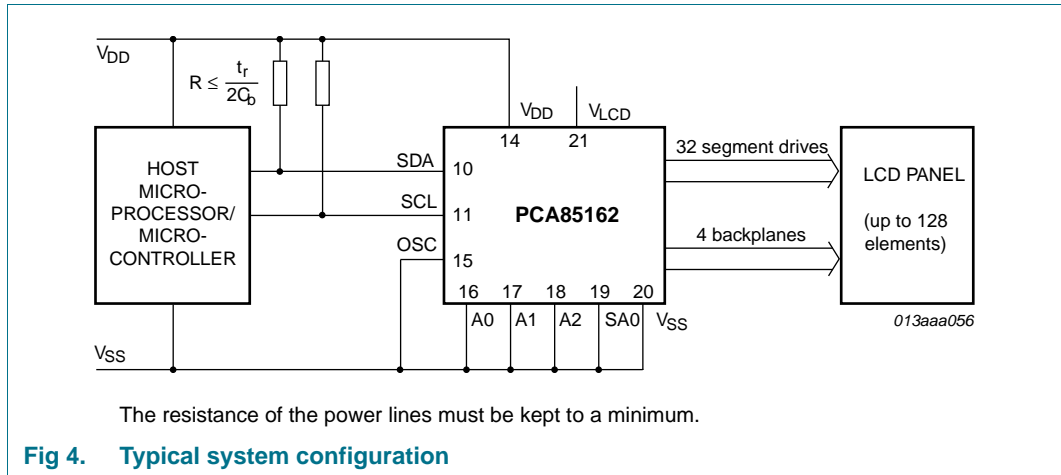 VDD
R ≤ tr
2Cb
VDD
VLCD
14
21
HOST
MICRO-
PROCESSOR/
MICRO-
CONTROLLER
SDA
10
SCL
11
OSC
15
PCA85162
16 17 18 19 20
A0 A1 A2 SA0 VSS
32 segment drives
4 backplanes
LCD PANEL
(up to 128
elements)
013aaa056
VSS
The resistance of the power lines must be kept to a minimum.
Fig 4. Typical system configuration